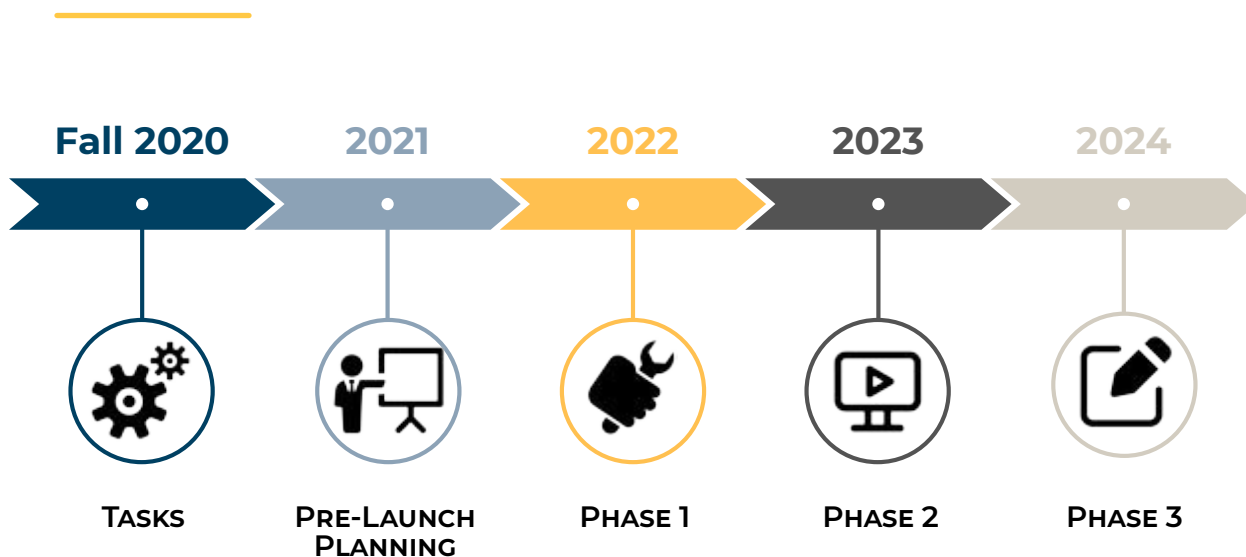 Fall 2020
2021
2022
2023
2024
Tasks
Pre-Launch
Planning
Phase 1
Phase 2
Phase 3